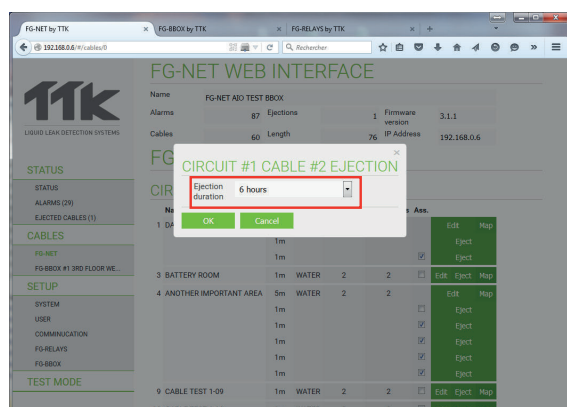 FG-NET by TTK
FG-BBOX by TTK
FG-RELAYS by TTK
192.168.0.6/#/cables/0
Rechercher
FG-NET WEB INTERFACE
Name FG-NET AIO TEST BBOX
Alarms 87 Ejections 1 Firmware version 3.1.1
Cables 60 Length 76 IP Address 192.168.0.6
TTK
LIQUID LEAK DETECTION SYSTEMS
STATUS
STATUS
ALARMS (29)
EJECTED CABLES (1)
CABLES
FG-NET
FG-BBOX #1 3RD FLOOR WE...
SETUP
SYSTEM
USER
COMMINUCATION
FG-RELAYS
FG-BBOX
TEST MODE
FG
CIRCUIT #1 CABLE #2 EJECTION
Ejection duration 6 hours
OK Cancel
CIR
Na s Ass.
1 DA Edit Map
1m Eject
1m Eject
3 BATTERY ROOM 1m WATER 2 2 Edit Eject Map
4 ANOTHER IMPORTANT AREA 5m WATER 2 2 Edit Map
1m Eject
1m Eject
1m Eject
1m Eject
1m Eject
9 CABLE TEST 1-09 1m WATER 2 2 Edit Eject Map